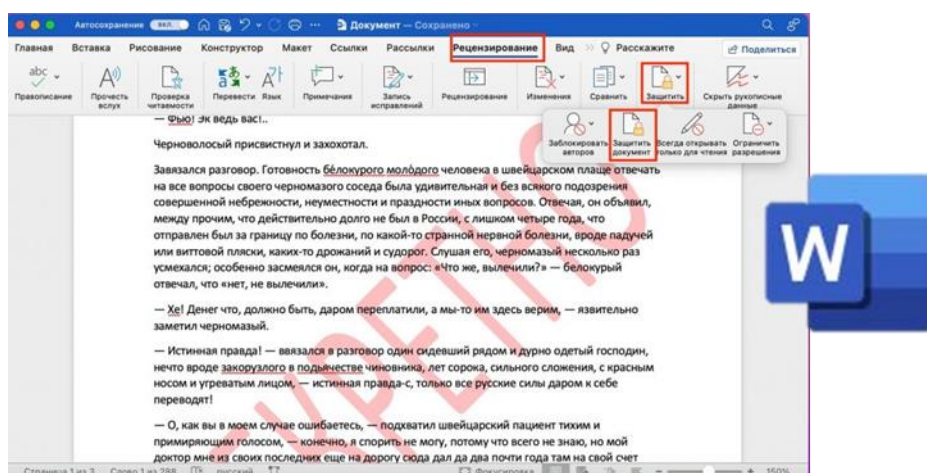 Автосохранение вкл. Документ — Сохранено
Главная Вставка Рисование Конструктор Макет Ссылки Рассылки Рецензирование Вид Расскажите Поделиться
abc
Правописание Прочесть вслух Проверка читаемости Перевести Язык Примечания Запись исправлений Рецензирование Изменения Сравнить Защитить Скрыть рукописные данные
Заблокировать авторов Защитить документ Всегда открывать только для чтения Ограничить разрешения
— Фью! Эк ведь вас!..
Черноволосый присвистнул и захохотал.
Завязался разговор. Готовность бе́локурого моло́дого человека в швейцарском плаще отвечать
на все вопросы своего черномазого соседа была удивительная и без всякого подозрения
совершенной небрежности, неуместности и праздности иных вопросов. Отвечая, он объявил,
между прочим, что действительно долго не был в России, с лишком четыре года, что
отправлен был за границу по болезни, по какой-то странной нервной болезни, вроде падучей
или виттовой пляски, каких-то дрожаний и судорог. Слушая его, черномазый несколько раз
усмехался; особенно засмеялся он, когда на вопрос: «Что же, вылечили?» — белокурый
отвечал, что «нет, не вылечили».
— Хе! Денег что, должно быть, даром переплатили, а мы-то им здесь верим, — язвительно
заметил черномазый.
— Истинная правда! — ввязался в разговор один сидевший рядом и дурно одетый господин,
нечто вроде закорузлого в подьячестве чиновника, лет сорока, сильного сложения, с красным
носом и угреватым лицом, — истинная правда-с, только все русские силы даром к себе
переводят!
— О, как вы в моем случае ошибаетесь, — подхватил швейцарский пациент тихим и
примиряющим голосом, — конечно, я спорить не могу, потому что всего не знаю, но мой
доктор мне из своих последних еще на дорогу сюда дал да два почти года там на свой счет
Страница 1 из 3 Слово 1 из 288 русский Фокусировка 150%
W